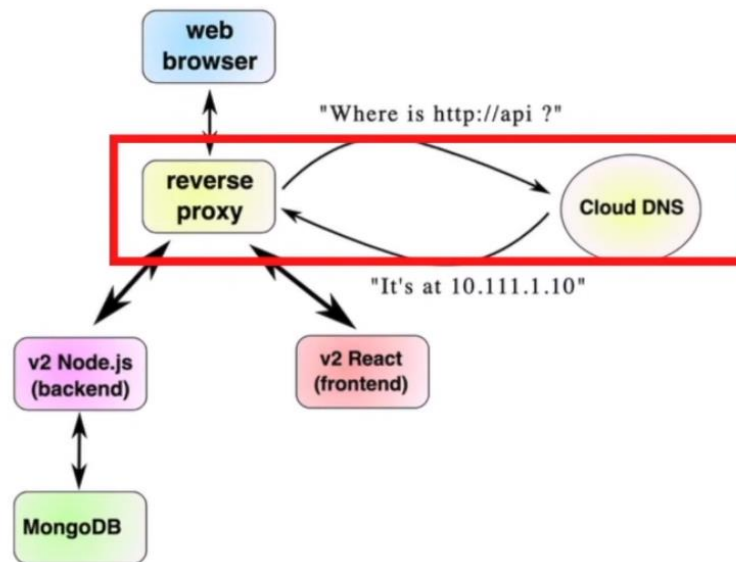 web
browser
"Where is http://api ?"
reverse
proxy
Cloud DNS
"It's at 10.111.1.10"
v2 Node.js
(backend)
v2 React
(frontend)
MongoDB